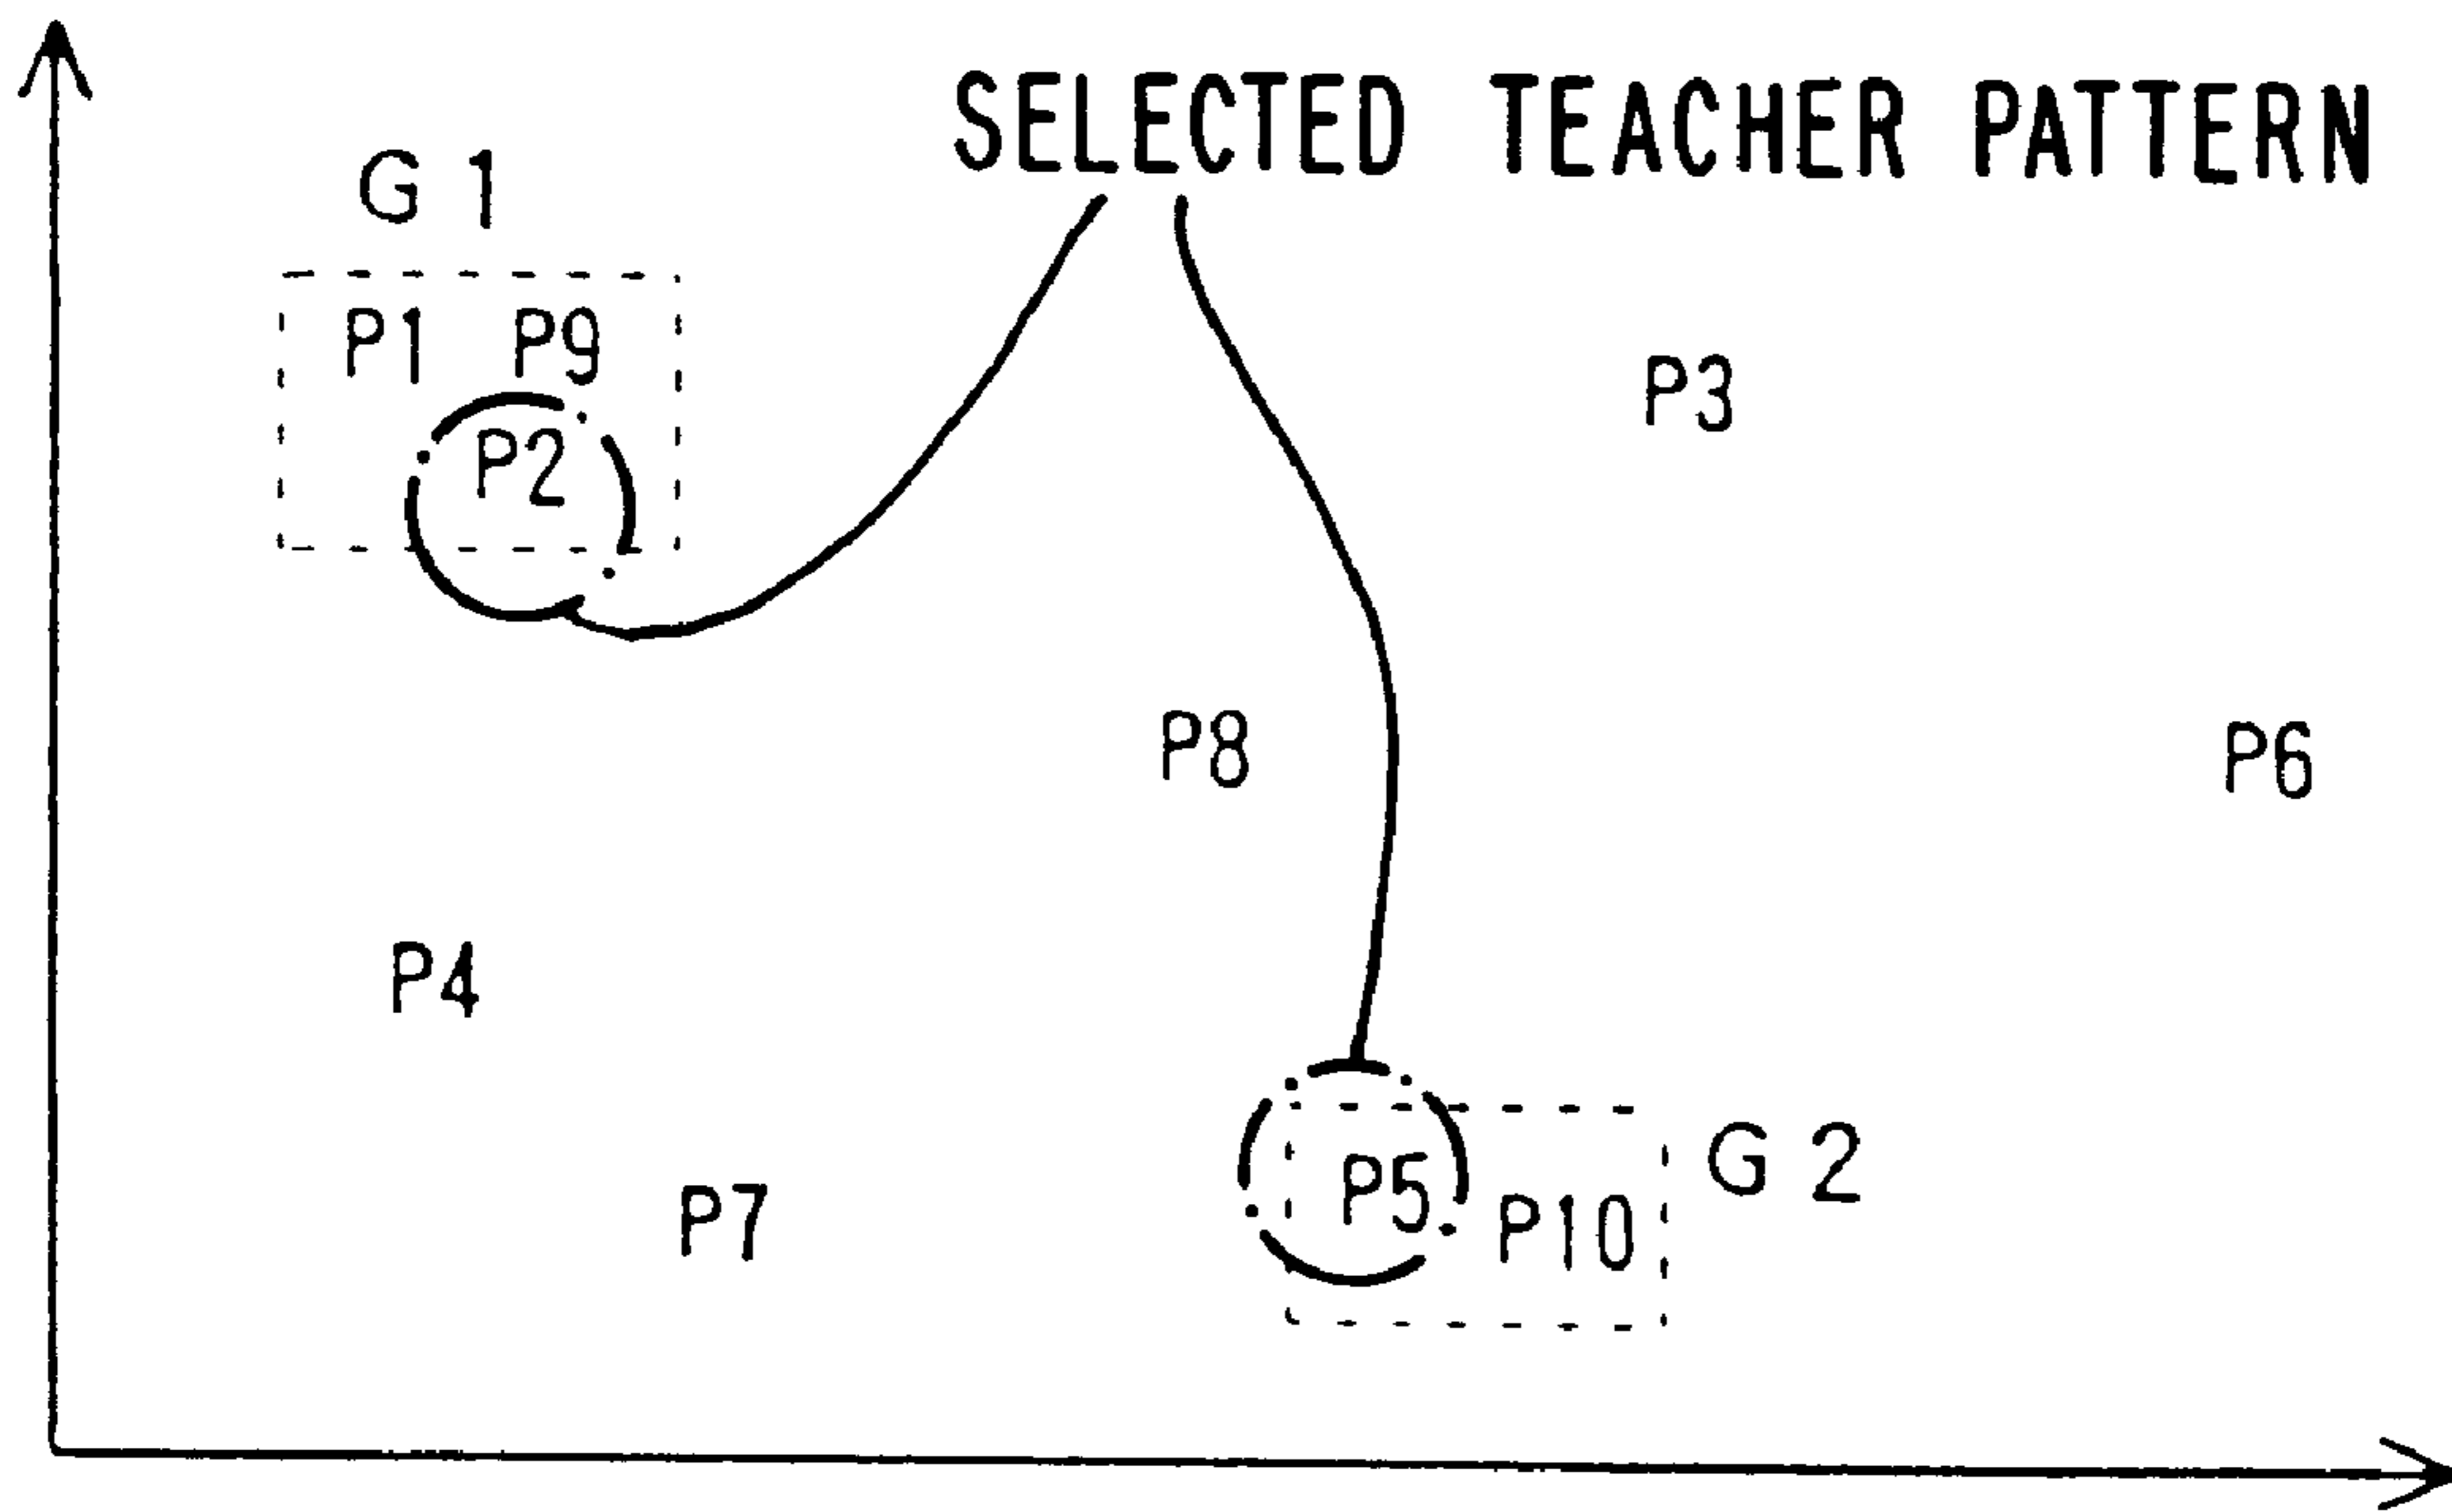 SELECTED TEACHER PATTERN
G 1
P1 P9
P3
P2
P8
P6
P4
G 2
P5
P10
P7